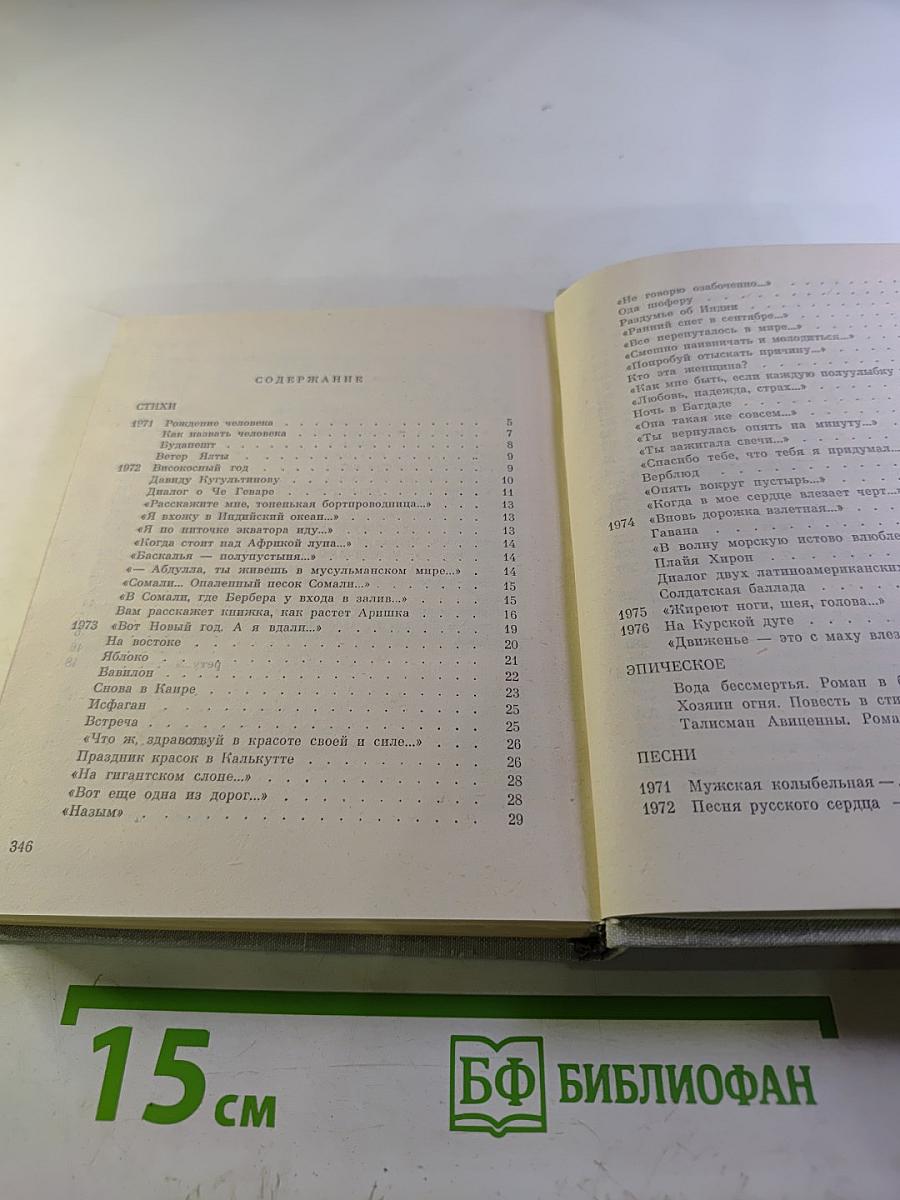 СОДЕРЖАНИЕ
СТИХИ
1971 Рождение человека . . . . . . . . . . . . 5
Как назвать человека . . . . . . . . . . . . 7
Будапешт . . . . . . . . . . . . 8
Ветер Ялты . . . . . . . . . . . . 9
1972 Високосный год . . . . . . . . . . . . 9
Давиду Кугультинову . . . . . . . . . . . . 10
Диалог о Че Геваре . . . . . . . . . . . . 11
«Расскажите мне, тоненькая бортпроводница...» . . . 13
«Я вхожу в Индийский океан...» . . . . . . . . 13
«Я по ниточке экватора иду...» . . . . . . . . 13
«Когда стоит над Африкой луна...» . . . . . . . 14
«Баскалья — полупустыня...» . . . . . . . . 14
«— Абдулла, ты живешь в мусульманском мире...» . 14
«Сомали... Опаленный песок Сомали...» . . . . . 15
«В Сомали, где Бербера у входа в залив...» . . . 15
Вам расскажет книжка, как растет Аришка . . . . 16
1973 «Вот Новый год. А я вдали...» . . . . . . . . 19
На востоке . . . . . . . . . . . . 20
Яблоко . . . . . . . . . . . . 21
Вавилон . . . . . . . . . . . . 22
Снова в Каире . . . . . . . . . . . . 23
Исфаган . . . . . . . . . . . . 25
Встреча . . . . . . . . . . . . 25
«Что ж, здравствуй в красоте своей и силе...» . . . 26
Праздник красок в Калькутте . . . . . . . . 26
«На гигантском слоне...» . . . . . . . . . . 28
«Вот еще одна из дорог...» . . . . . . . . . . 28
«Назым» . . . . . . . . . . . . 29
346
«Не говорю озабоченно...» . . . . . .
Ода шоферу . . . . . .
Раздумье об Индии . . . . . .
«Ранний снег в сентябре...» . . . . . .
«Все перепуталось в мире...» . . . . . .
«Смешно наивничать и молодиться...» . . .
«Попробуй отыскать причину...» . . . .
Кто эта женщина? . . . . . .
«Как мне быть, если каждую полуулыбку
«Любовь, надежда, страх...» . . . . .
Ночь в Багдаде . . . . . .
«Она такая же совсем...» . . . . .
«Ты вернулась опять на минуту...» . . .
«Ты зажигала свечи...» . . . . .
«Спасибо тебе, что тебя я придумал...
Верблюд . . . . . .
«Опять вокруг пустырь...» . . . . .
«Когда в мое сердце влезает черт...»
1974 «Вновь дорожка взлетная...» . . . .
Гавана . . . . . .
«В волну морскую истово влюбле
Плайя Хирон . . . . . .
Диалог двух латиноамериканских
Солдатская баллада . . . . .
1975 «Жиреют ноги, шея, голова...»
1976 На Курской дуге . . . . .
«Движенье — это с маху влез
ЭПИЧЕСКОЕ
Вода бессмертья. Роман в
Хозяин огня. Повесть в сти
Талисман Авиценны. Рома
ПЕСНИ
1971 Мужская колыбельная —
1972 Песня русского сердца —
15 см
БФ БИБЛИОФАН